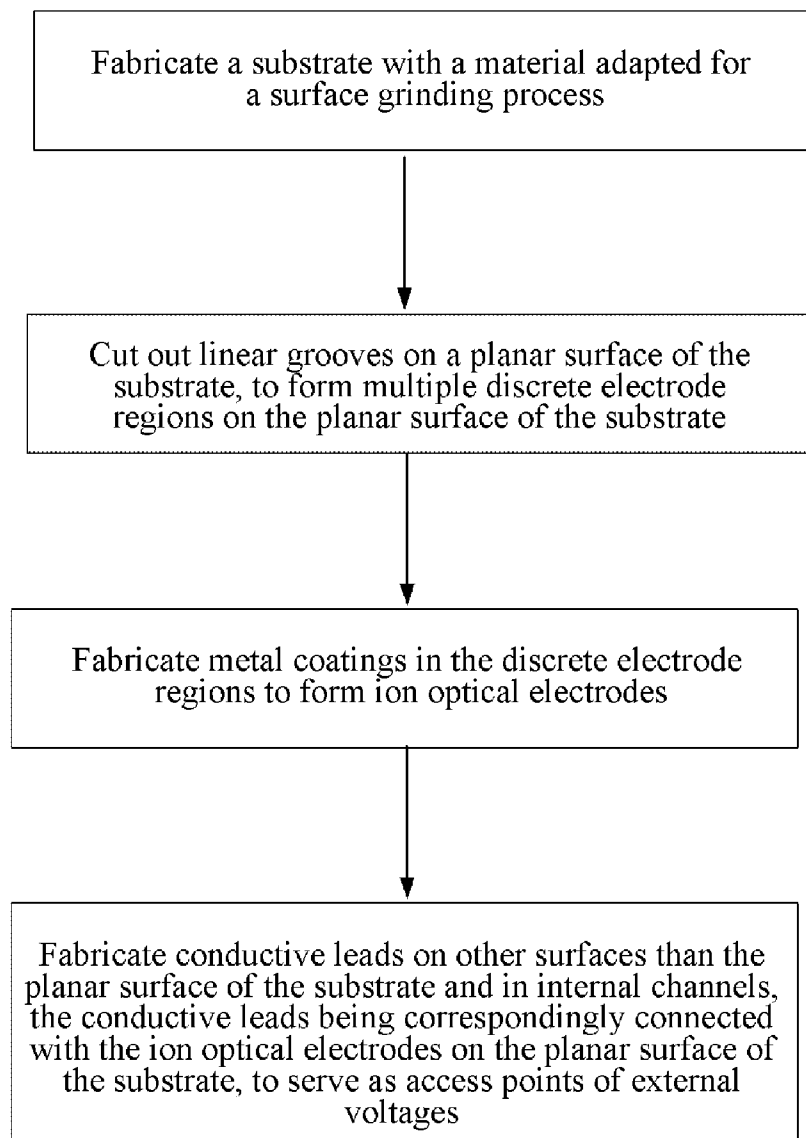 Fabricate a substrate with a material adapted for
a surface grinding process
Cut out linear grooves on a planar surface of the
substrate, to form multiple discrete electrode
regions on the planar surface of the substrate
Fabricate metal coatings in the discrete electrode
regions to form ion optical electrodes
Fabricate conductive leads on other surfaces than the
planar surface of the substrate and in internal channels,
the conductive leads being correspondingly connected
with the ion optical electrodes on the planar surface of
the substrate, to serve as access points of external
voltages